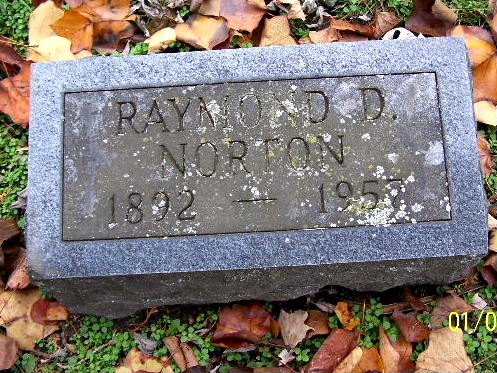 RAYMOND D.
NORTON
1892 — 1957
01/0